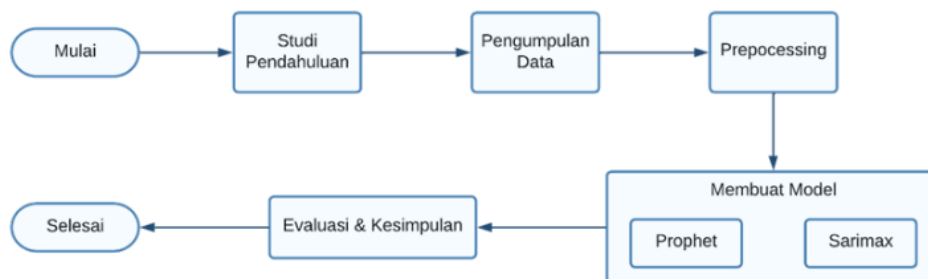 Mulai
Studi
Pendahuluan
Pengumpulan
Data
Prepocessing
Membuat Model
Prophet
Sarimax
Evaluasi & Kesimpulan
Selesai